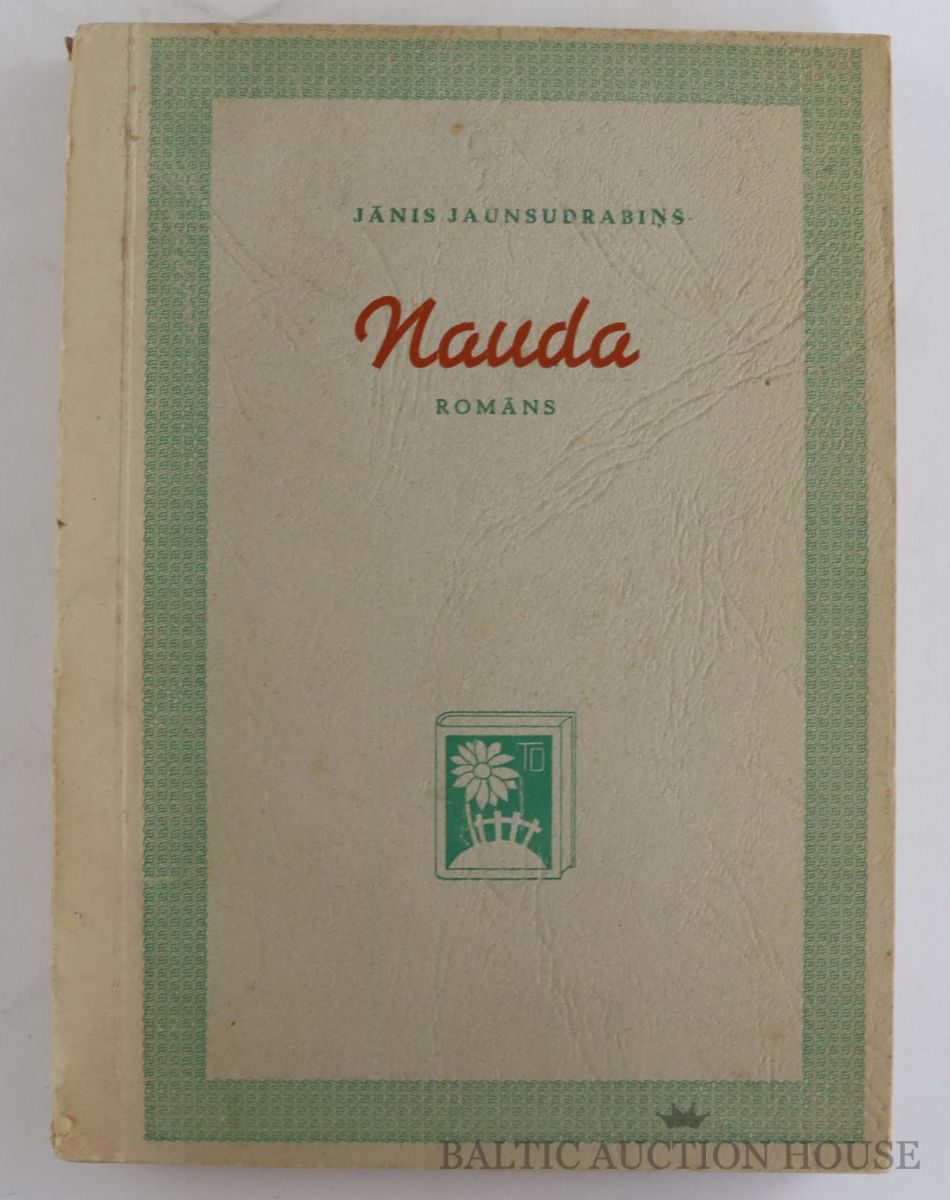 JĀNIS JAUNSUDRABIŅŠ
Nauda
ROMĀNS
TD
BALTIC AUCTION HOUSE